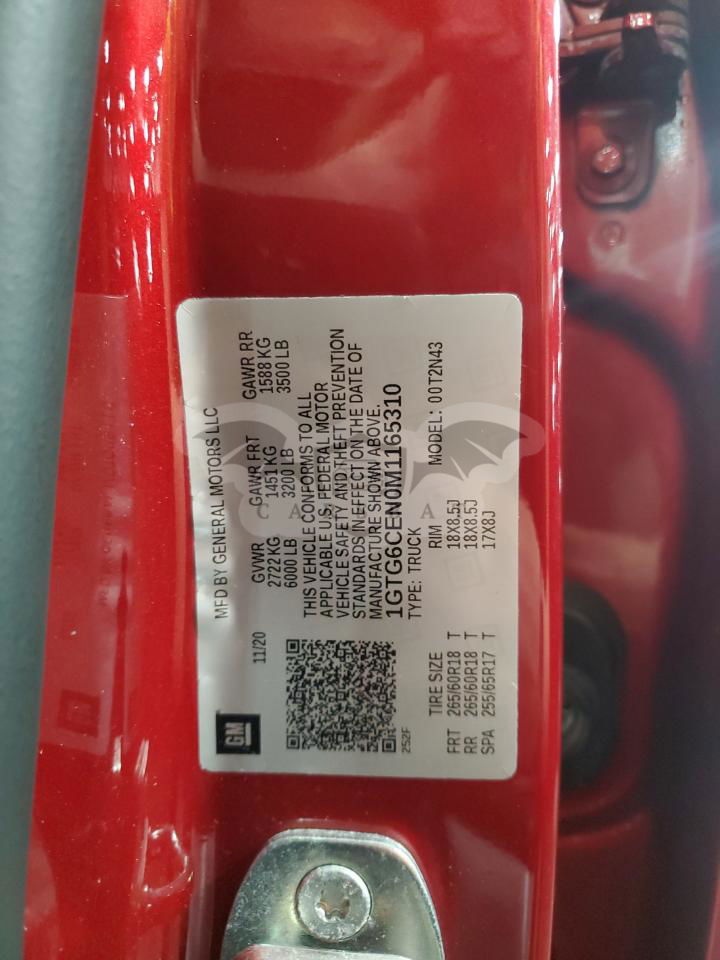 GM
MFD BY GENERAL MOTORS LLC
11/20
GVWR GAWR FRT GAWR RR
2722 KG 1451 KG 1588 KG
6000 LB 3200 LB 3500 LB
THIS VEHICLE CONFORMS TO ALL
APPLICABLE U.S. FEDERAL MOTOR
VEHICLE SAFETY AND THEFT PREVENTION
STANDARDS IN EFFECT ON THE DATE OF
MANUFACTURE SHOWN ABOVE.
1GTG6CEN0M1165310
TYPE: TRUCK MODEL: 00T2N43
252F
TIRE SIZE RIM
FRT 265/60R18 T 18X8.5J
RR 265/60R18 T 18X8.5J
SPA 255/65R17 T 17X8J